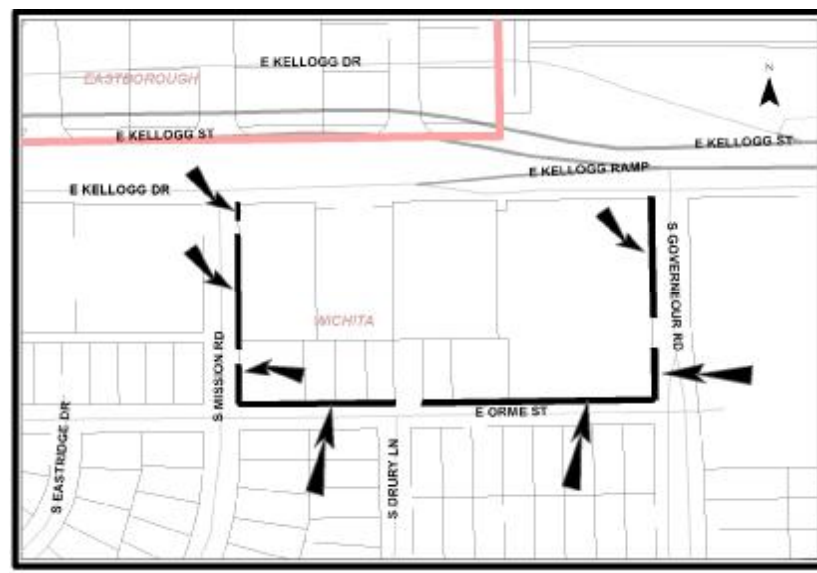 E KELLOGG DR
N
EASTBOROUGH
E KELLOGG ST
E KELLOGG ST
E KELLOGG RAMP
E KELLOGG DR
S GOVERNEOUR RD
WICHITA
S MISSION RD
E ORME ST
S EASTRIDGE DR
S DRURY LN